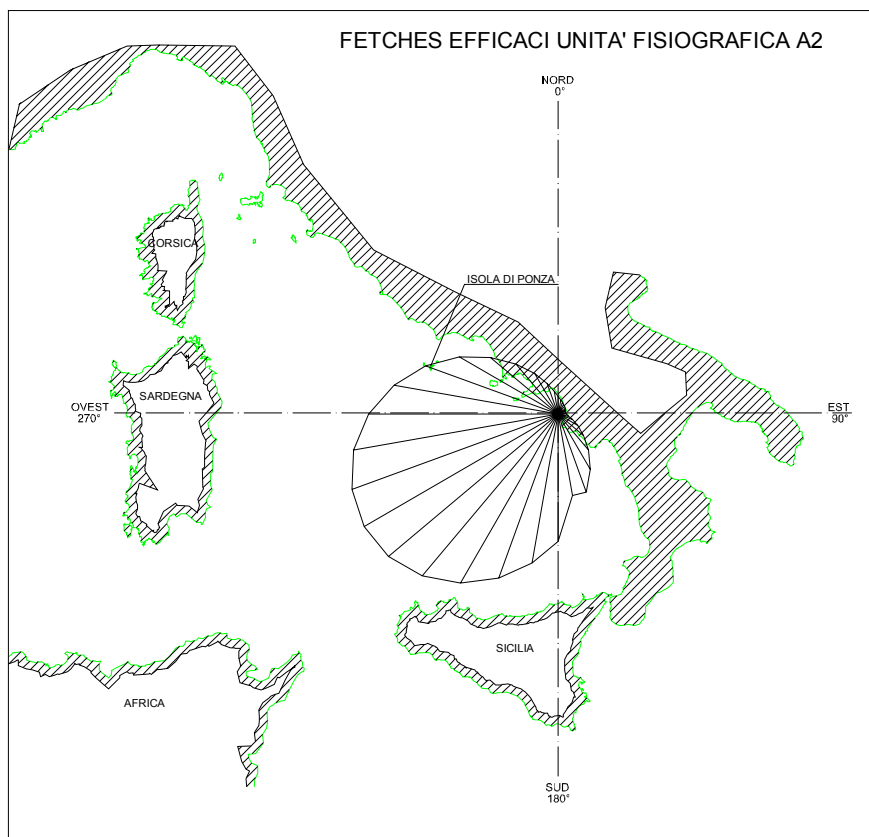 FETCHES EFFICACI UNITA' FISIOGRAFICA A2
NORD
0°
CORSICA
ISOLA DI PONZA
SARDEGNA
OVEST
270°
EST
90°
SICILIA
AFRICA
SUD
180°